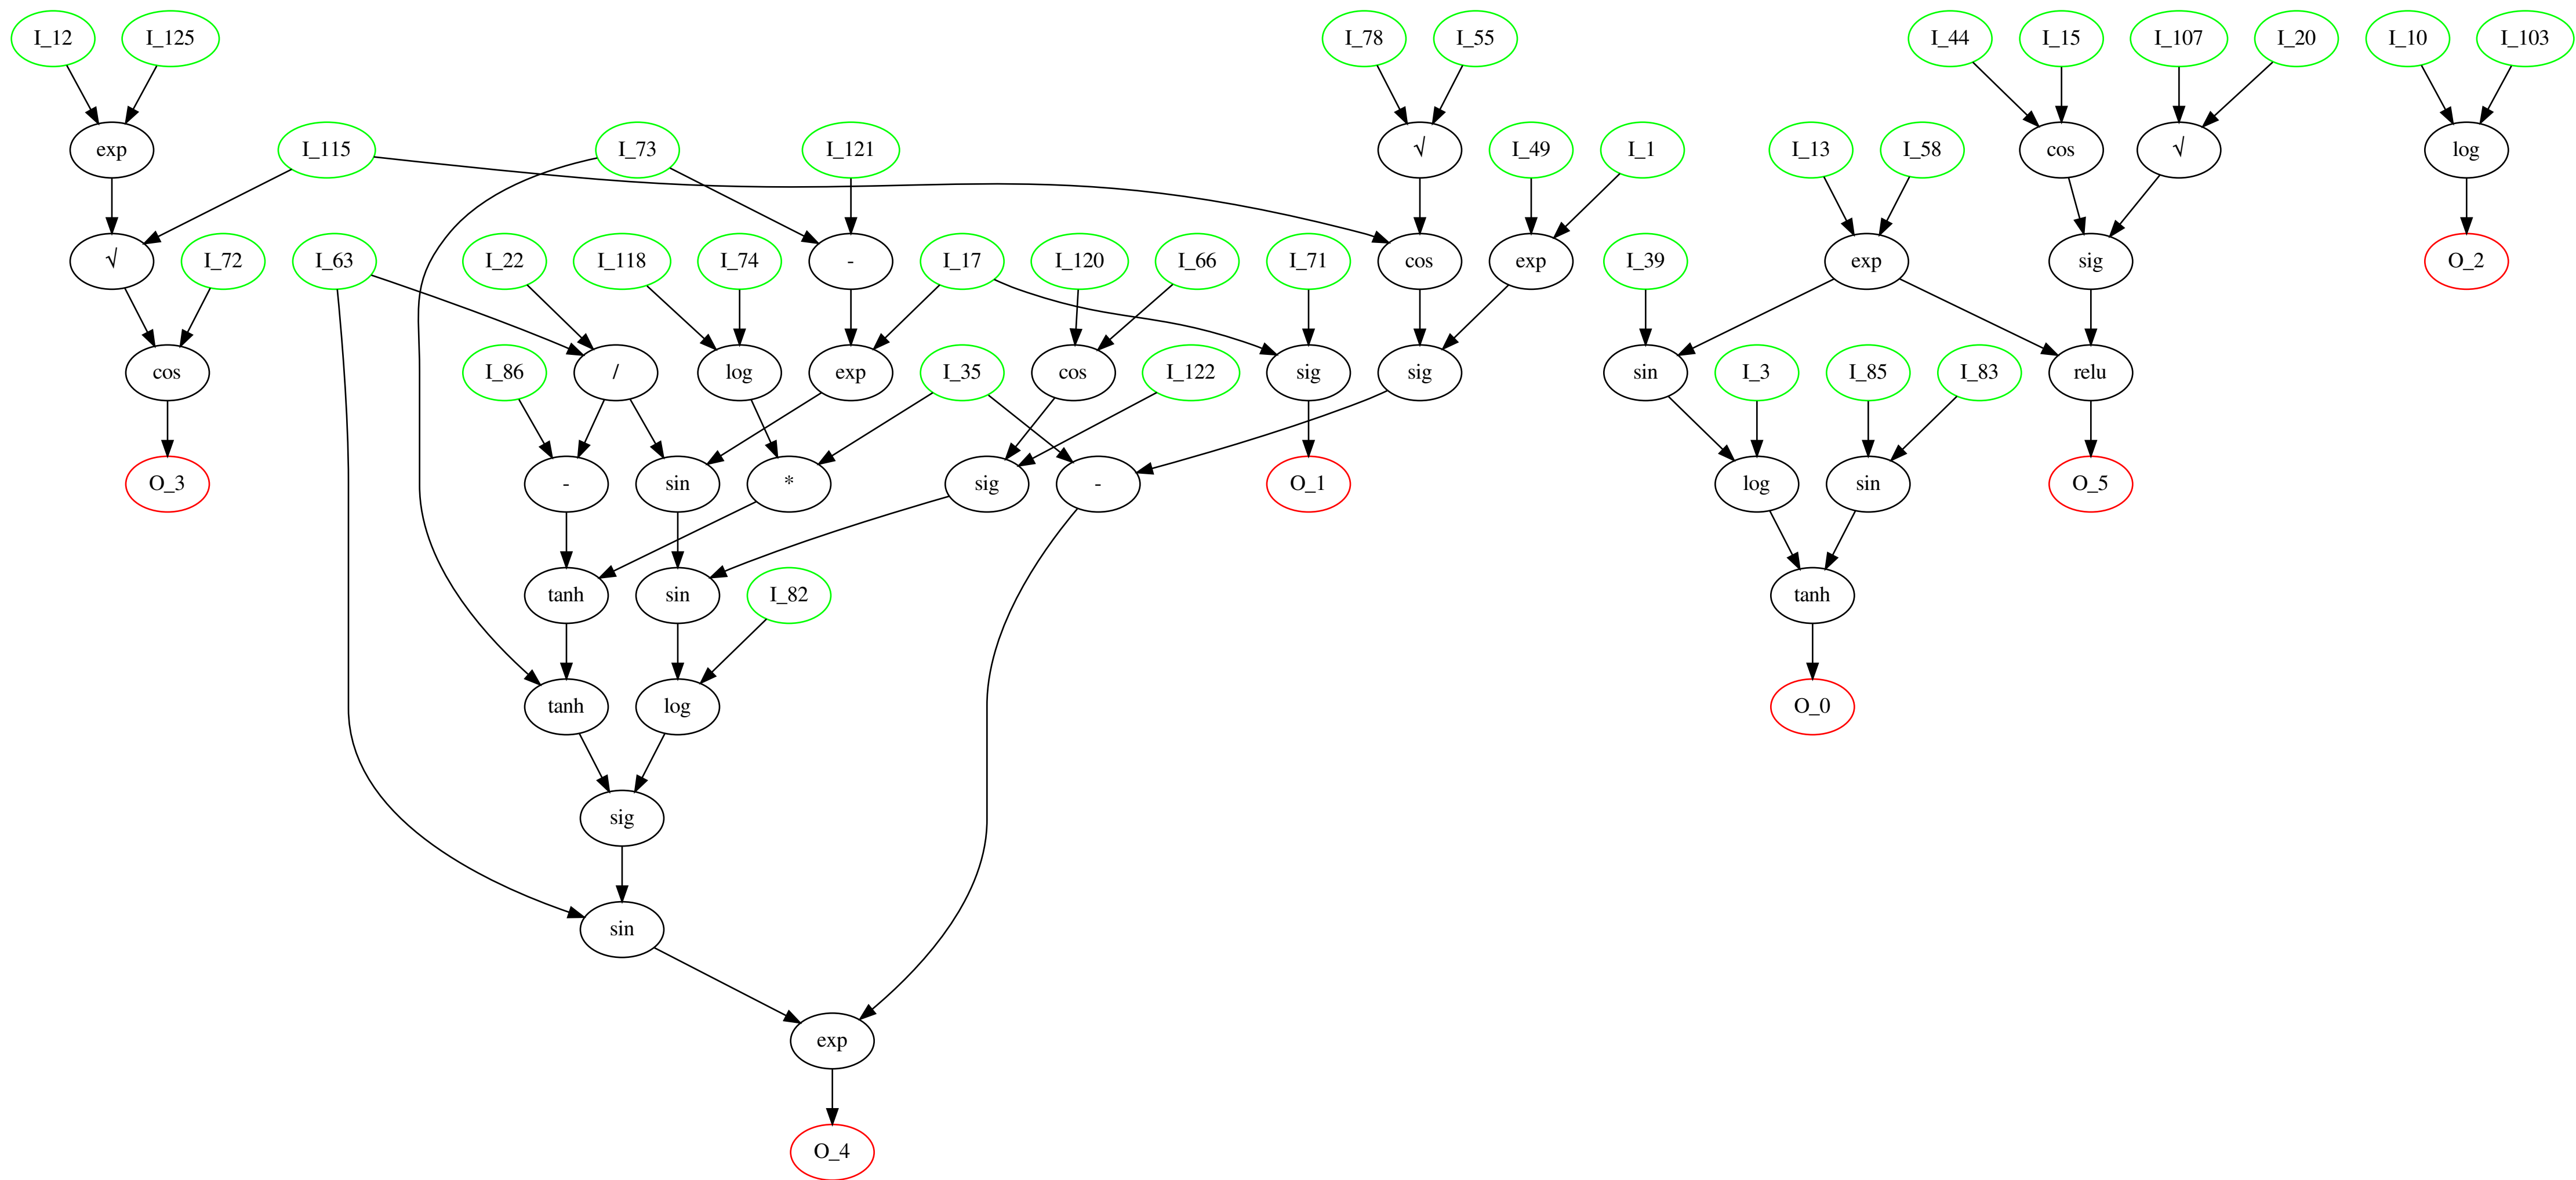 I_12 I_125 I_78 I_55 I_44 I_15 I_107 I_20 I_10 I_103
exp I_115 I_73 I_121 √ I_49 I_1 I_13 I_58 cos √ log
√ I_72 I_63 I_22 I_118 I_74 - I_17 I_120 I_66 I_71 cos exp I_39 exp sig O_2
cos I_86 / log exp I_35 cos I_122 sig sig sin I_3 I_85 I_83 relu
O_3 - sin * sig - O_1 log sin O_5
tanh sin I_82 tanh
tanh log O_0
sig
sin
exp
O_4